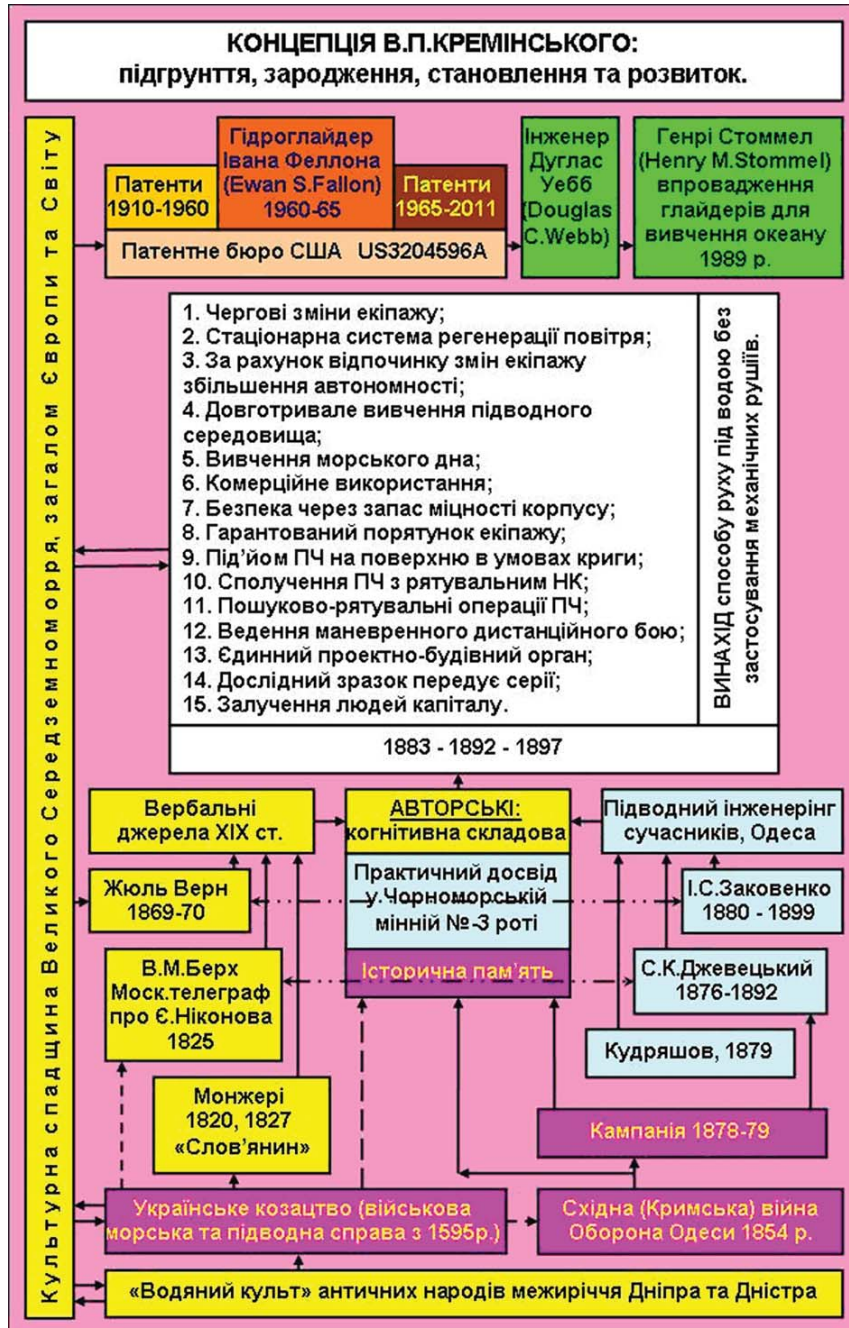 КОНЦЕПЦІЯ В.П.КРЕМІНСЬКОГО:
підгрунття, зародження, становлення та розвиток.
Культурна спадщина Великого Середземноморря, загалом Європи та Світу
Патенти
1910-1960
Гідроглайдер
Івана Феллона
(Ewan S.Fallon)
1960-65
Патенти
1965-2011
Патентне бюро США US3204596A
Інженер
Дуглас
Уебб
(Douglas
C.Webb)
Генрі Стоммел
(Henry M.Stommel)
впровадження
глайдерів для
вивчення океану
1989 р.
1. Чергові зміни екіпажу;
2. Стаціонарна система регенерації повітря;
3. За рахунок відпочинку змін екіпажу
збільшення автономності;
4. Довготривале вивчення підводного
середовища;
5. Вивчення морського дна;
6. Комерційне використання;
7. Безпека через запас міцності корпусу;
8. Гарантований порятунок екіпажу;
9. Під’йом ПЧ на поверхню в умовах криги;
10. Сполучення ПЧ з рятувальним НК;
11. Пошуково-рятувальні операції ПЧ;
12. Ведення маневренного дистанційного бою;
13. Єдинний проектно-будівний орган;
14. Дослідний зразок передує серії;
15. Залучення людей капіталу.
ВИНАХІД способу руху під водою без
застосування механічних рушіїв.
1883 - 1892 - 1897
Вербальні
джерела XIX ст.
АВТОРСЬКІ:
когнітивна складова
Підводний інженерінг
сучасників, Одеса
Жюль Верн
1869-70
Практичний досвід
у Чорноморській
мінній №-3 роті
І.С.Заковенко
1880 - 1899
В.М.Берх
Моск.телеграф
про Є.Ніконова
1825
Історична пам’ять
С.К.Джевецький
1876-1892
Кудряшов, 1879
Монжері
1820, 1827
«Слов’янин»
Кампанія 1878-79
Українське козацтво (військова
морська та підводна справа з 1595р.)
Східна (Кримська) війна
Оборона Одеси 1854 р.
«Водяний культ» античних народів межиріччя Дніпра та Дністра